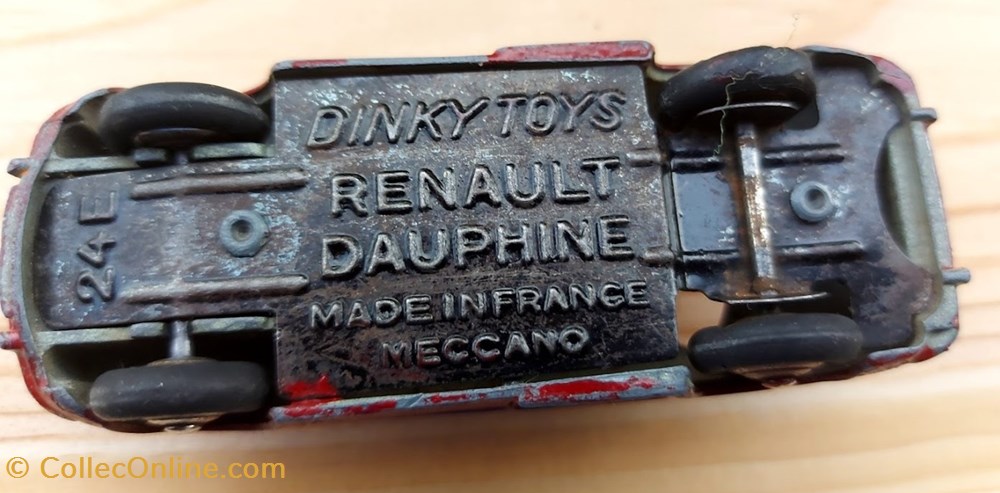 24E
DINKY TOYS
RENAULT
DAUPHINE
MADE IN FRANCE
MECCANO
© CollecOnline.com